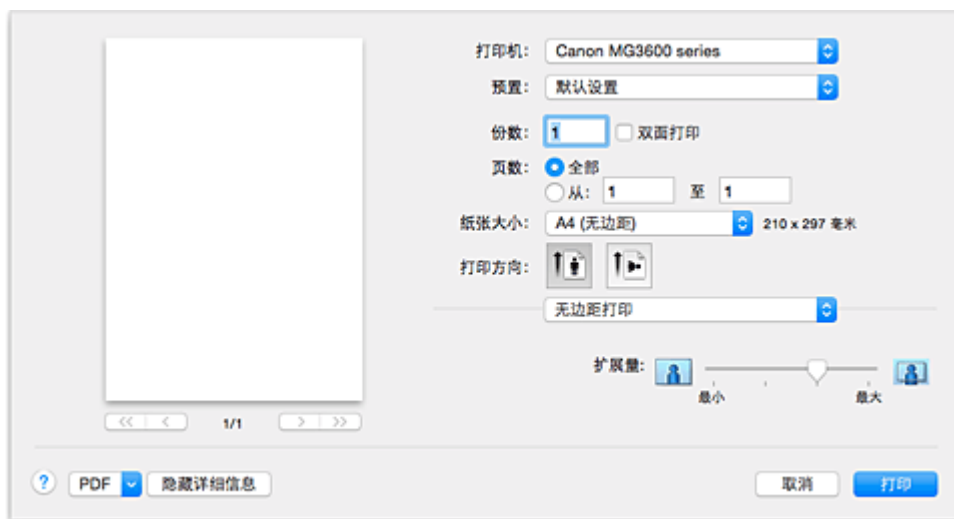 打印机: Canon MG3600 series
预置: 默认设置
份数: 1 双面打印
页数: 全部
从: 1 至 1
纸张大小: A4 (无边距) 210 x 297 毫米
打印方向:
无边距打印
扩展量:
最小 最大
<< < 1/1 > >>
? PDF 隐藏详细信息 取消 打印